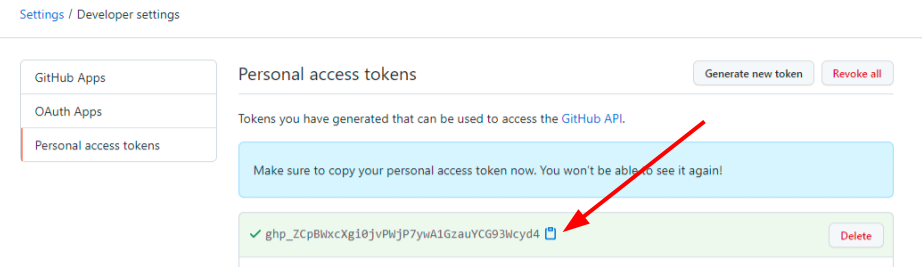 Settings / Developer settings
GitHub Apps
OAuth Apps
Personal access tokens
Personal access tokens
Generate new token
Revoke all
Tokens you have generated that can be used to access the GitHub API.
Make sure to copy your personal access token now. You won't be able to see it again!
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
Delete